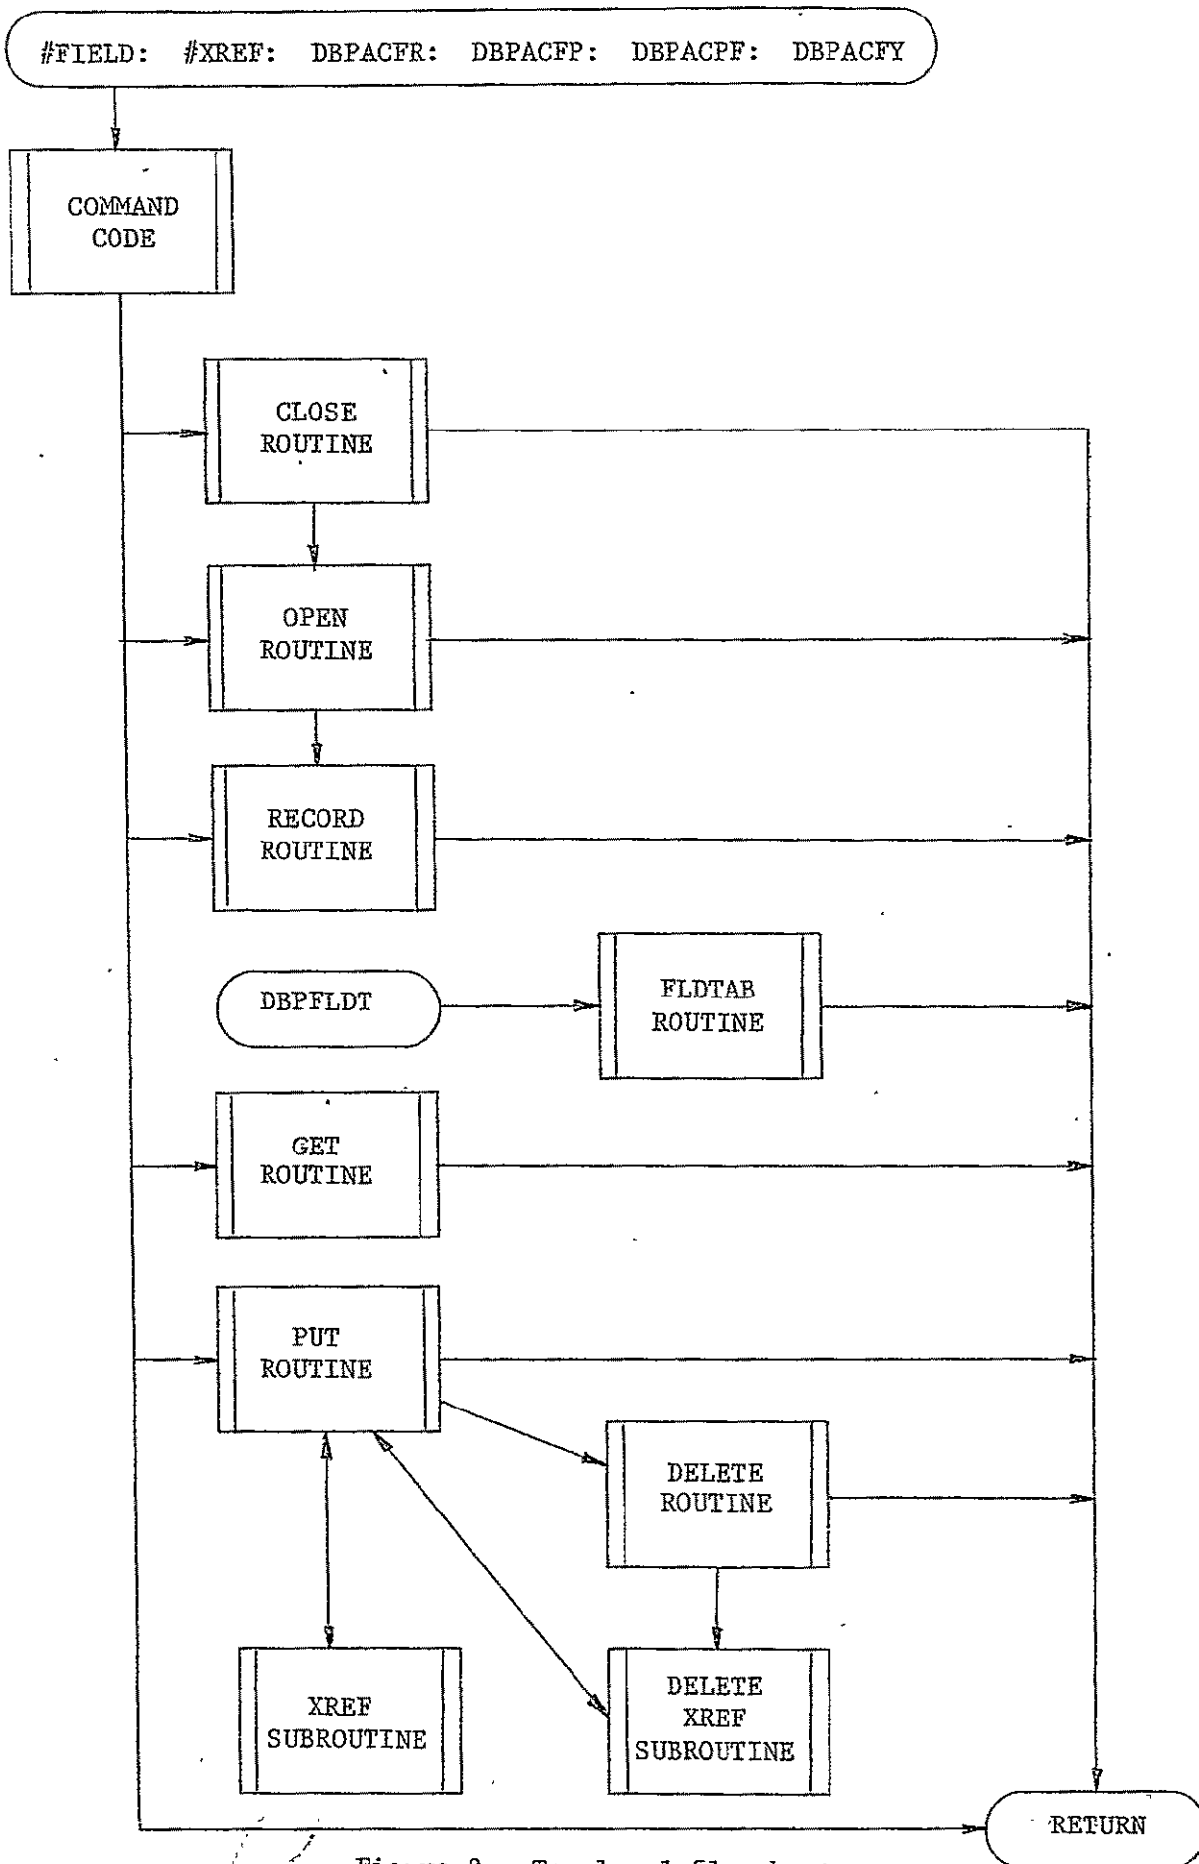 #FIELD: #XREF: DBPACFR: DBPACFP: DBPACPF: DBPACFY
COMMAND
CODE
CLOSE
ROUTINE
OPEN
ROUTINE
RECORD
ROUTINE
DBPFLDT
FLDTAB
ROUTINE
GET
ROUTINE
PUT
ROUTINE
DELETE
ROUTINE
XREF
SUBROUTINE
DELETE
XREF
SUBROUTINE
RETURN